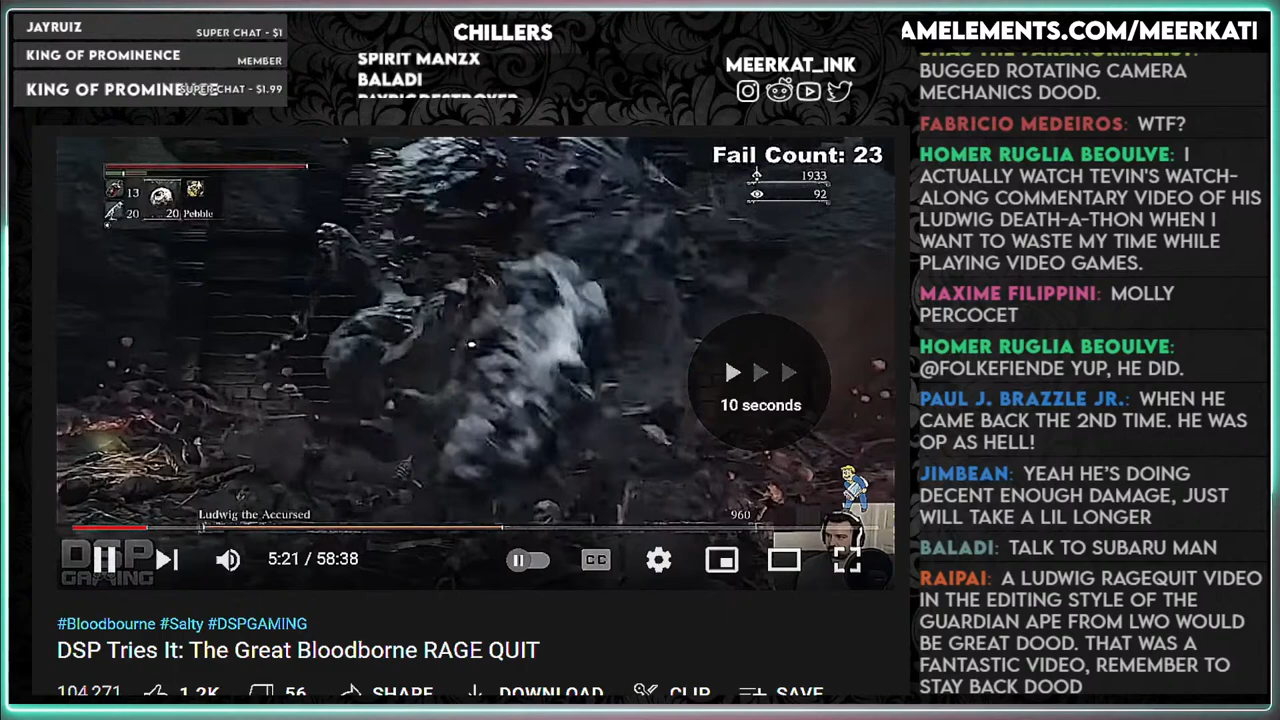 JAYRUIZ
SUPER CHAT - $1
KING OF PROMINENCE
MEMBER
KING OF PROMINENCE
SUPER CHAT - $1.99
CHILLERS
SPIRIT MANZX
BALADI
MEERKAT_INK
AMELEMENTS.COM/MEERKATI
BUGGED ROTATING CAMERA
MECHANICS DOOD.
FABRICIO MEDEIROS: WTF?
HOMER RUGLIA BEOULVE: I
ACTUALLY WATCH TEVIN'S WATCH-
ALONG COMMENTARY VIDEO OF HIS
LUDWIG DEATH-A-THON WHEN I
WANT TO WASTE MY TIME WHILE
PLAYING VIDEO GAMES.
MAXIME FILIPPINI: MOLLY
PERCOCET
HOMER RUGLIA BEOULVE:
@FOLKEFIENDE YUP, HE DID.
PAUL J. BRAZZLE JR.: WHEN HE
CAME BACK THE 2ND TIME. HE WAS
OP AS HELL!
JIMBEAN: YEAH HE'S DOING
DECENT ENOUGH DAMAGE, JUST
WILL TAKE A LIL LONGER
BALADI: TALK TO SUBARU MAN
RAIPAI: A LUDWIG RAGEQUIT VIDEO
IN THE EDITING STYLE OF THE
GUARDIAN APE FROM LWO WOULD
BE GREAT DOOD. THAT WAS A
FANTASTIC VIDEO, REMEMBER TO
STAY BACK DOOD
Fail Count: 23
1933
92
13
20
20 Pebble
10 seconds
Ludwig the Accursed
960
DSP
GAMING
5:21 / 58:38
CC
#Bloodbourne #Salty #DSPGAMING
DSP Tries It: The Great Bloodborne RAGE QUIT
104,271
1.2K
56
SHARE
DOWNLOAD
CLIP
SAVE